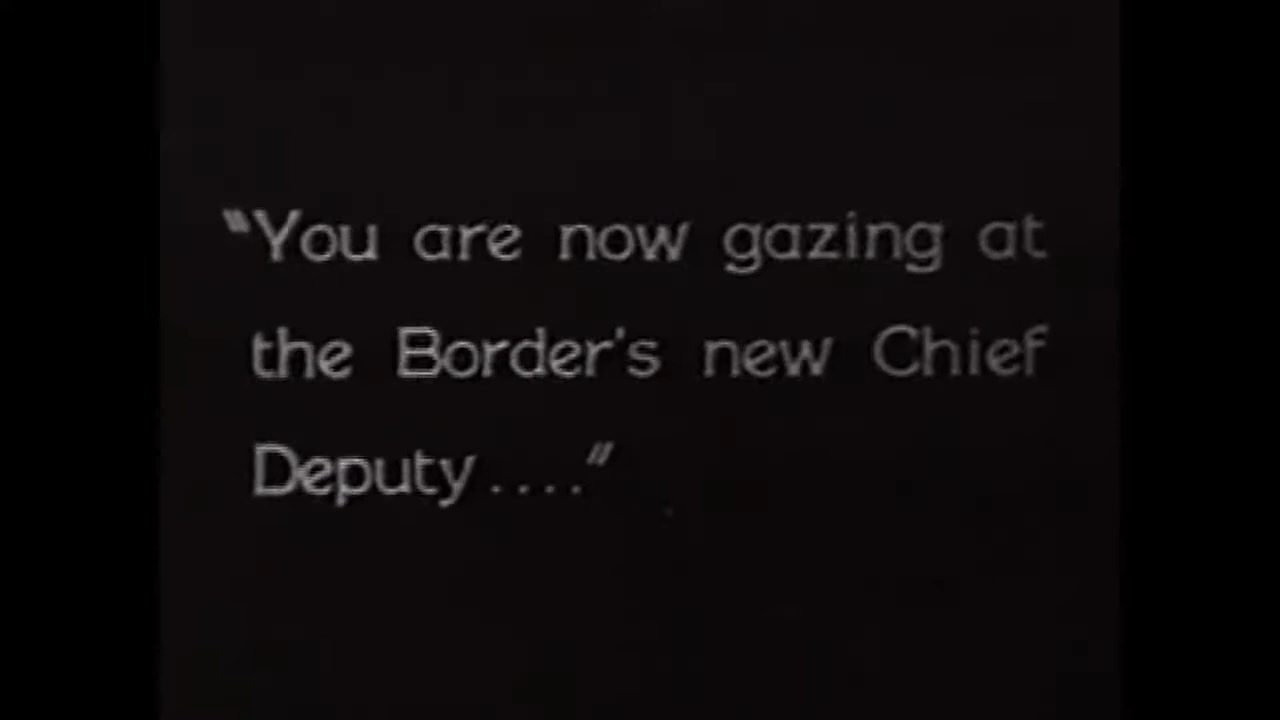 "You are now gazing at
the Border's new Chief
Deputy...."